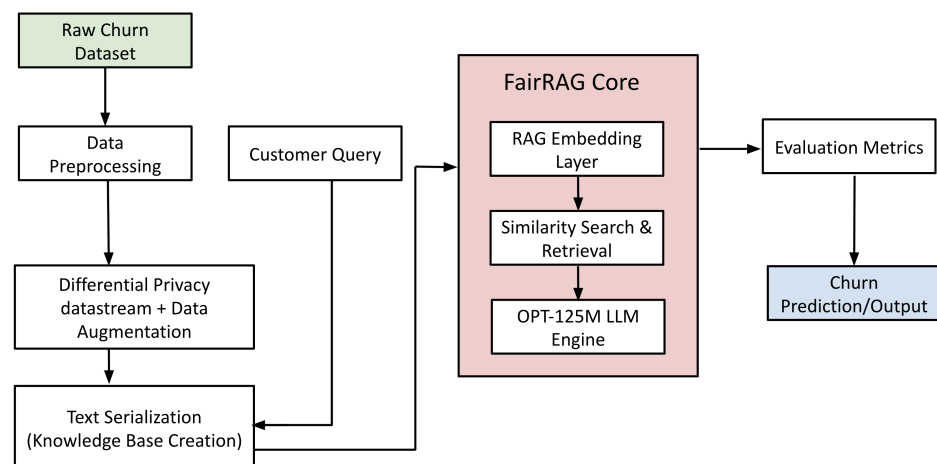 Raw Churn
Dataset
Data
Preprocessing
Customer Query
Differential Privacy
datastream + Data
Augmentation
Text Serialization
(Knowledge Base Creation)
FairRAG Core
RAG Embedding
Layer
Similarity Search &
Retrieval
OPT-125M LLM
Engine
Evaluation Metrics
Churn
Prediction/Output